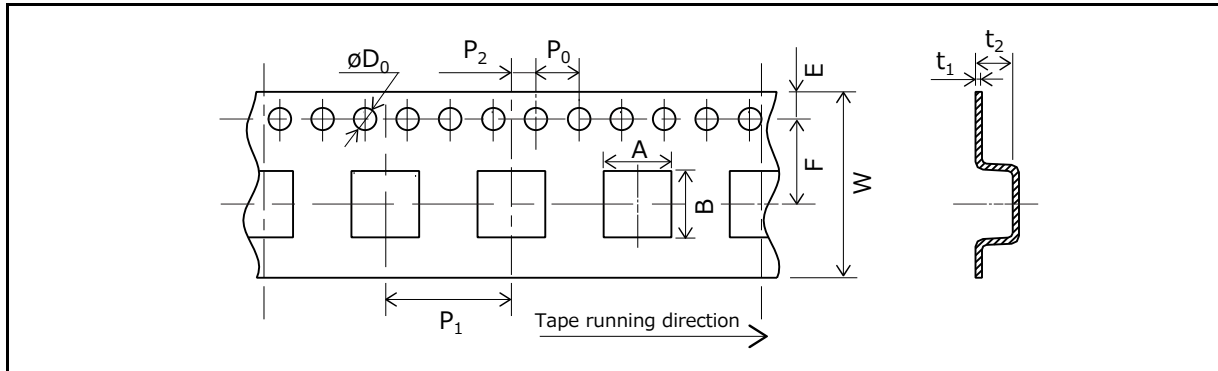 P2
P0
øD0
E
t2
t1
A
F
W
B
P1
Tape running direction